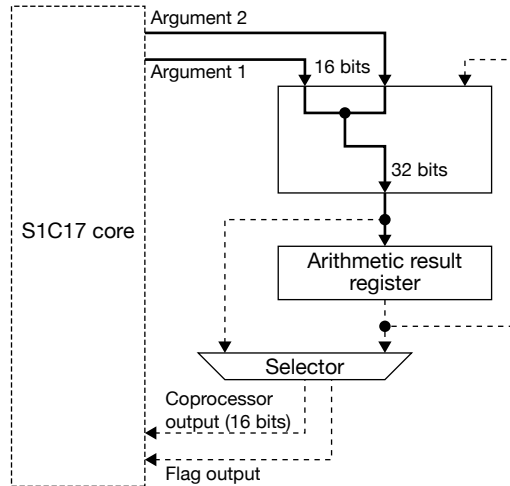 Argument 2
Argument 1
16 bits
32 bits
S1C17 core
Arithmetic result
register
Selector
Coprocessor
output (16 bits)
Flag output